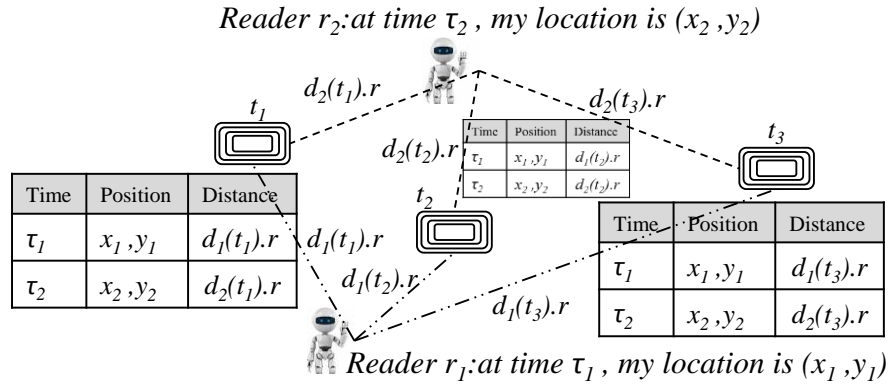 Reader r₂:at time τ₂ , my location is (x₂ ,y₂)
d₂(t₁).r
d₂(t₃).r
t₁
t₃
d₂(t₂).r
Time Position Distance
τ₁ x₁ ,y₁ d₁(t₂).r
τ₂ x₂ ,y₂ d₂(t₂).r
t₂
Time Position Distance
τ₁ x₁ ,y₁ d₁(t₁).r
τ₂ x₂ ,y₂ d₂(t₁).r
d₁(t₁).r
d₁(t₂).r
d₁(t₃).r
Time Position Distance
τ₁ x₁ ,y₁ d₁(t₃).r
τ₂ x₂ ,y₂ d₂(t₃).r
Reader r₁:at time τ₁ , my location is (x₁ ,y₁)